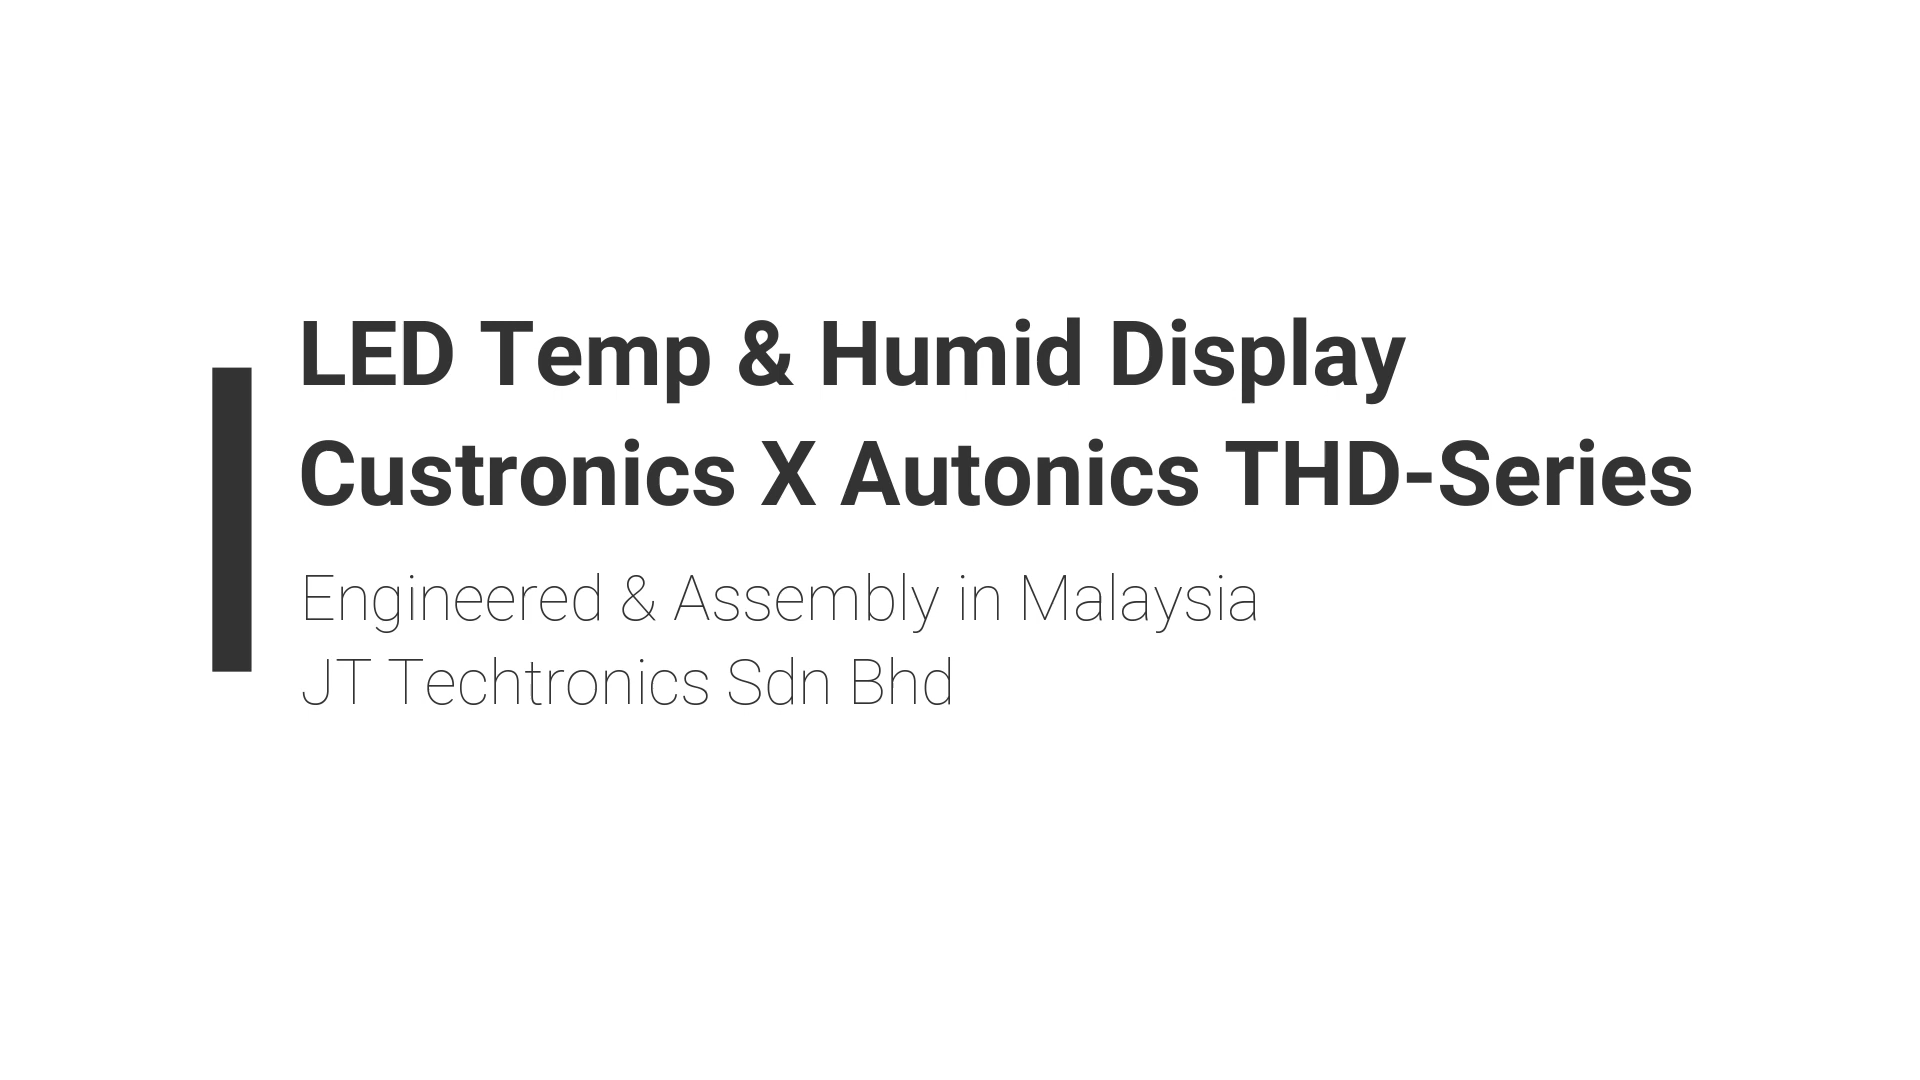 LED Temp & Humid Display
Custronics X Autonics THD-Series
Engineered & Assembly in Malaysia
JT Techtronics Sdn Bhd